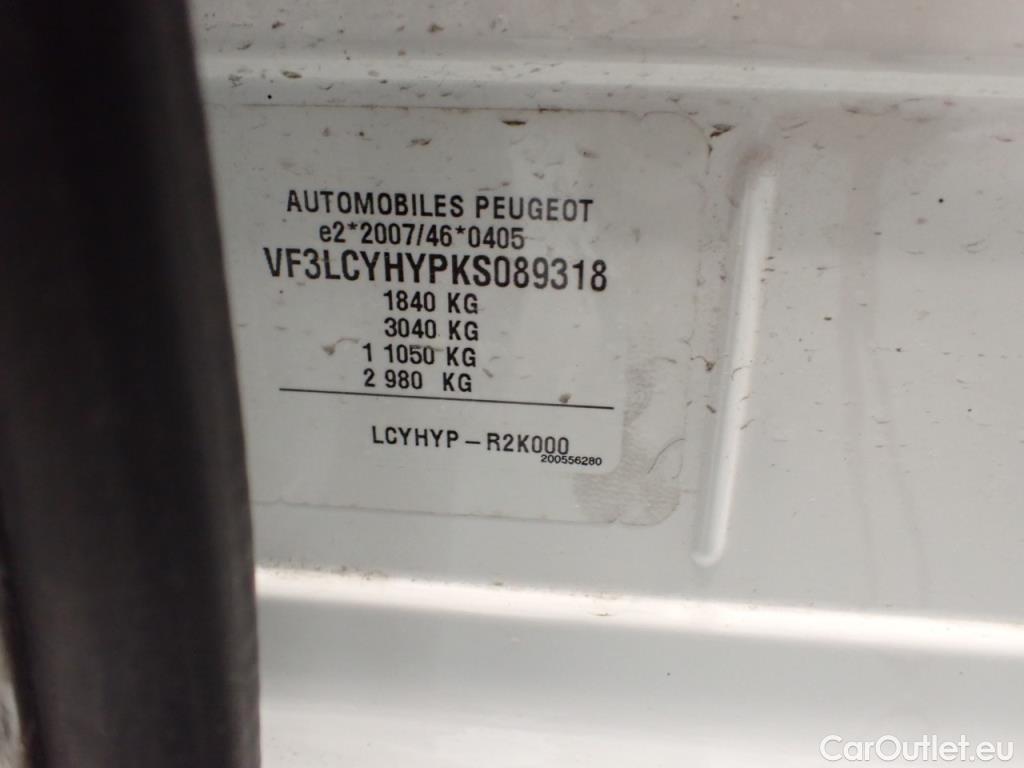 AUTOMOBILES PEUGEOT
e2*2007/46*0405
VF3LCYHYPKS089318
1840 KG
3040 KG
1 1050 KG
2 980 KG
LCYHYP-R2K000
200556280
CarOutlet.eu